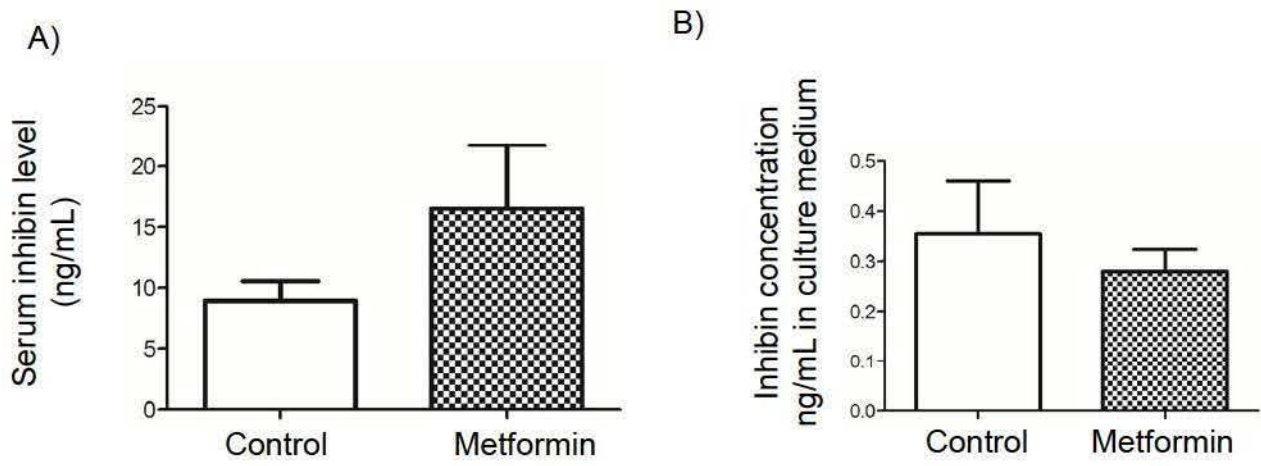 A)
Serum inhibin level
(ng/mL)
25
20
15
10
5
0
Control
Metformin
B)
Inhibin concentration
ng/mL in culture medium
0.5
0.4
0.3
0.2
0.1
0.0
Control
Metformin